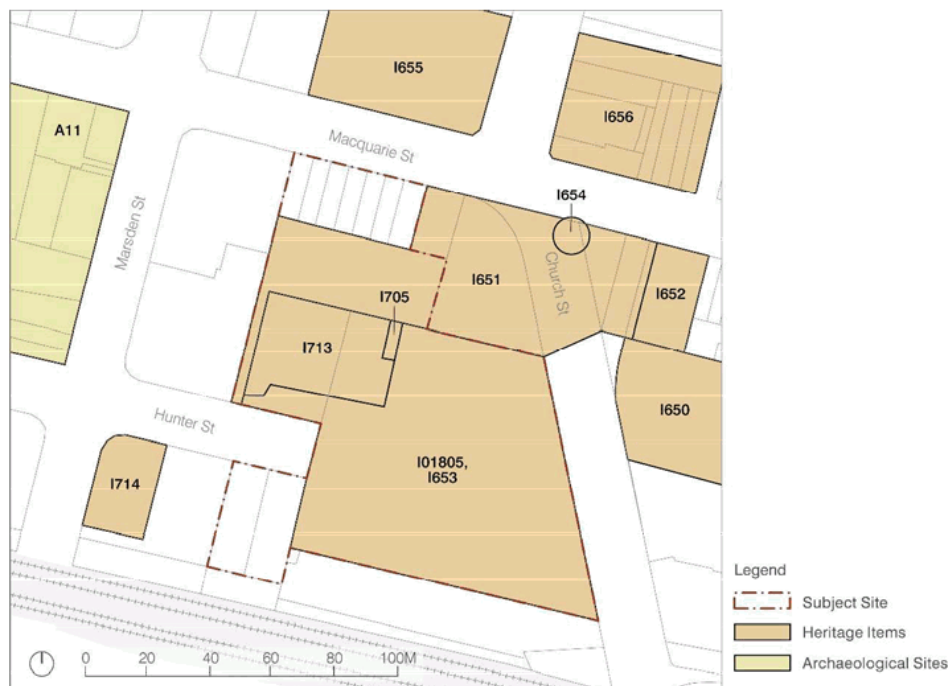 I655
A11
I656
Macquarie St
I654
Marsden St
I651
Church St
I652
I705
I713
I650
Hunter St
I01805,
I653
I714
0 20 40 60 80 100M
Legend
Subject Site
Heritage Items
Archaeological Sites